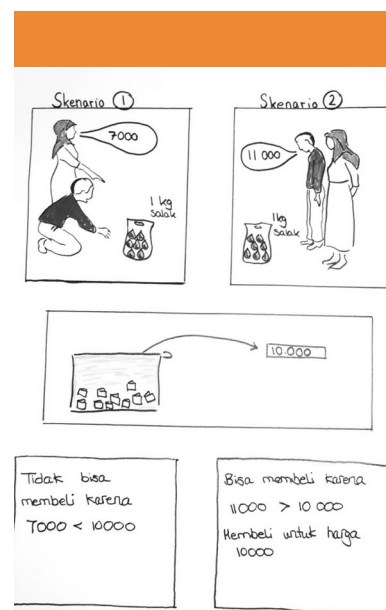 Skenario 1
7000
1 kg
salak
Skenario 2
11 000
1kg
salak
10.000
Tidak bisa
membeli karena
7000 < 10000
Bisa membeli karena
11000 > 10 000
Membeli untuk harga
10000